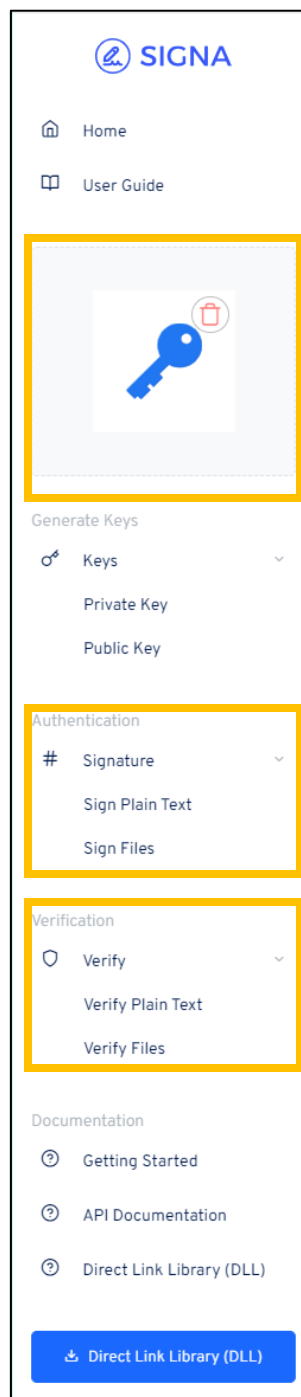 SIGNA
Home
User Guide
Generate Keys
Keys
Private Key
Public Key
Authentication
# Signature
Sign Plain Text
Sign Files
Verification
Verify
Verify Plain Text
Verify Files
Documentation
Getting Started
API Documentation
Direct Link Library (DLL)
Direct Link Library (DLL)